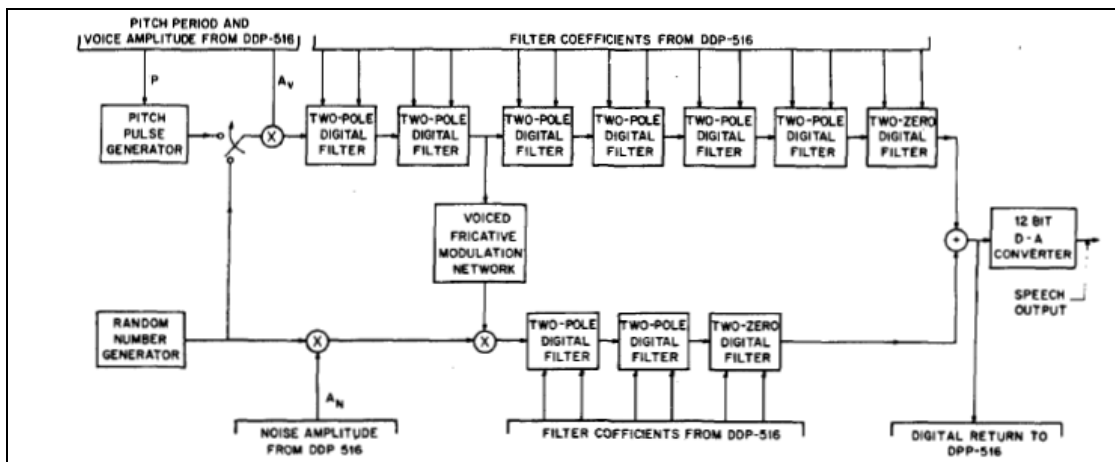 PITCH PERIOD AND
VOICE AMPLITUDE FROM DDP-516
FILTER COEFFICIENTS FROM DDP-516
P
Av
PITCH
PULSE
GENERATOR
X
TWO-POLE
DIGITAL
FILTER
TWO-POLE
DIGITAL
FILTER
TWO-POLE
DIGITAL
FILTER
TWO-POLE
DIGITAL
FILTER
TWO-POLE
DIGITAL
FILTER
TWO-POLE
DIGITAL
FILTER
TWO-ZERO
DIGITAL
FILTER
VOICED
FRICATIVE
MODULATION
NETWORK
+
12 BIT
D-A
CONVERTER
SPEECH
OUTPUT
RANDOM
NUMBER
GENERATOR
X
X
TWO-POLE
DIGITAL
FILTER
TWO-POLE
DIGITAL
FILTER
TWO-ZERO
DIGITAL
FILTER
AN
NOISE AMPLITUDE
FROM DDP 516
FILTER COFFICIENTS FROM DDP-516
DIGITAL RETURN TO
DPP-516